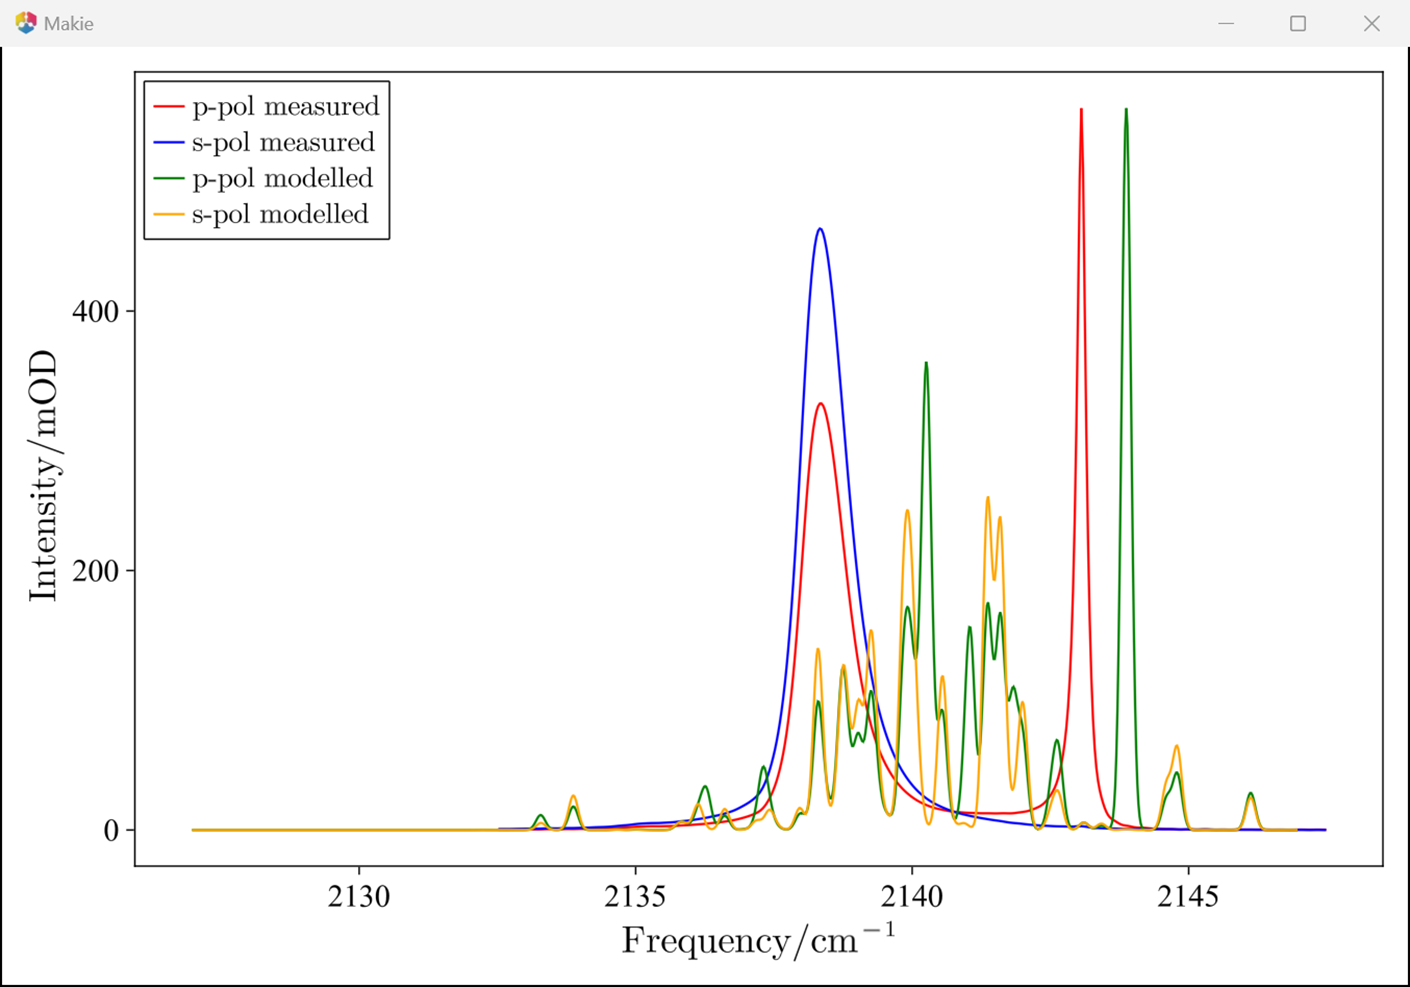 Makie
p-pol measured
s-pol measured
p-pol modelled
s-pol modelled
400
200
0
Intensity/mOD
2130 2135 2140 2145
Frequency/cm⁻¹